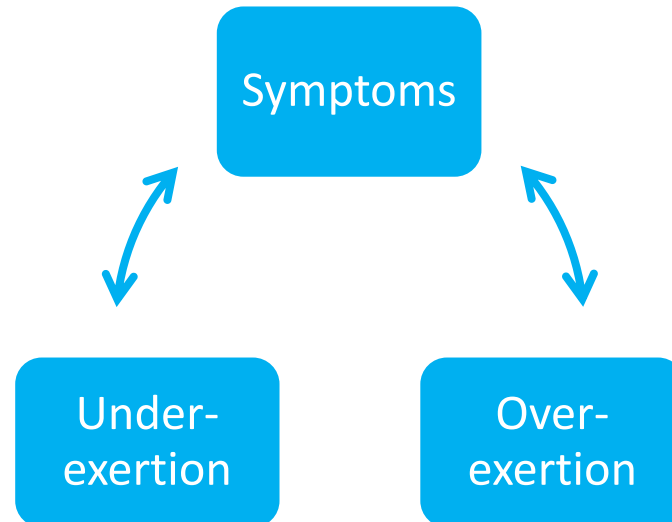 Symptoms
Under-
exertion
Over-
exertion